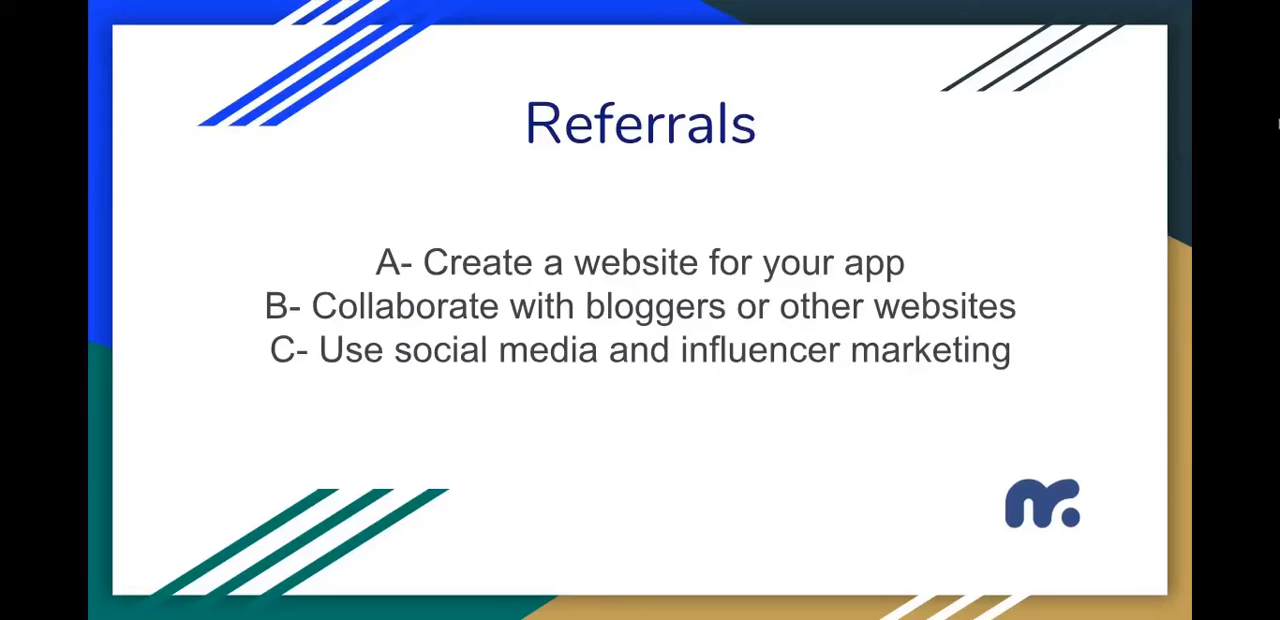 Referrals
A- Create a website for your app
B- Collaborate with bloggers or other websites
C- Use social media and influencer marketing